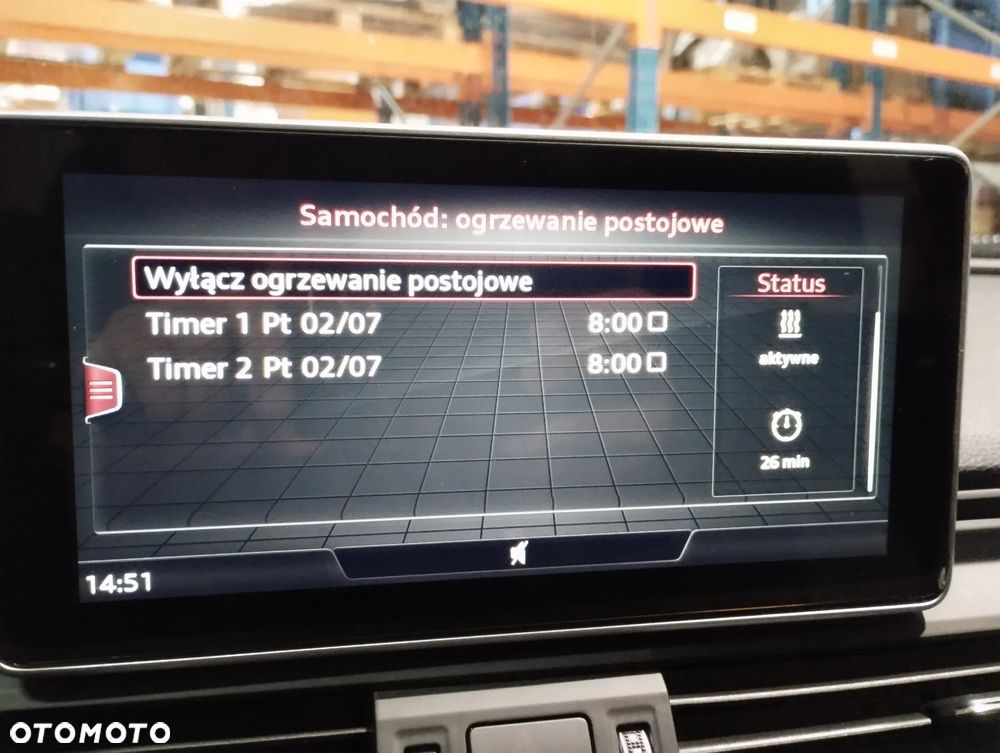 Samochód: ogrzewanie postojowe
Wyłącz ogrzewanie postojowe
Timer 1 Pt 02/07 8:00
Timer 2 Pt 02/07 8:00
Status
aktywne
26 min
14:51
OTOMOTO